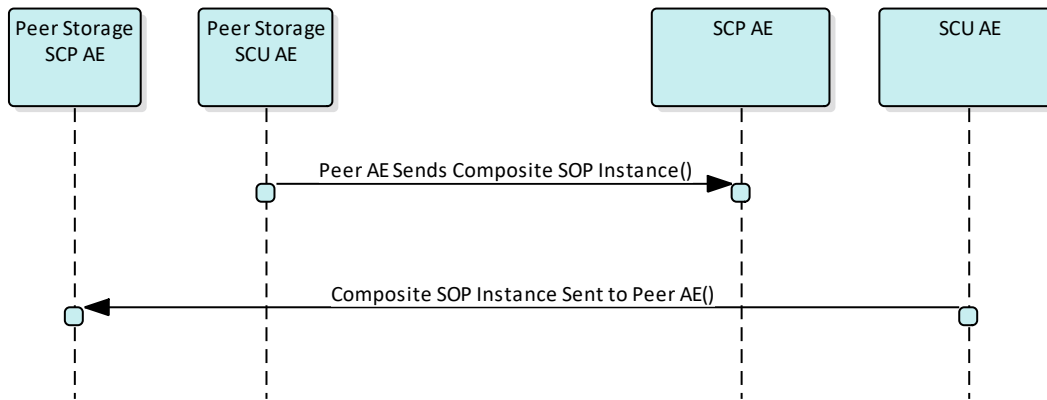 Peer Storage
SCP AE
Peer Storage
SCU AE
SCP AE
SCU AE
Peer AE Sends Composite SOP Instance()
Composite SOP Instance Sent to Peer AE()